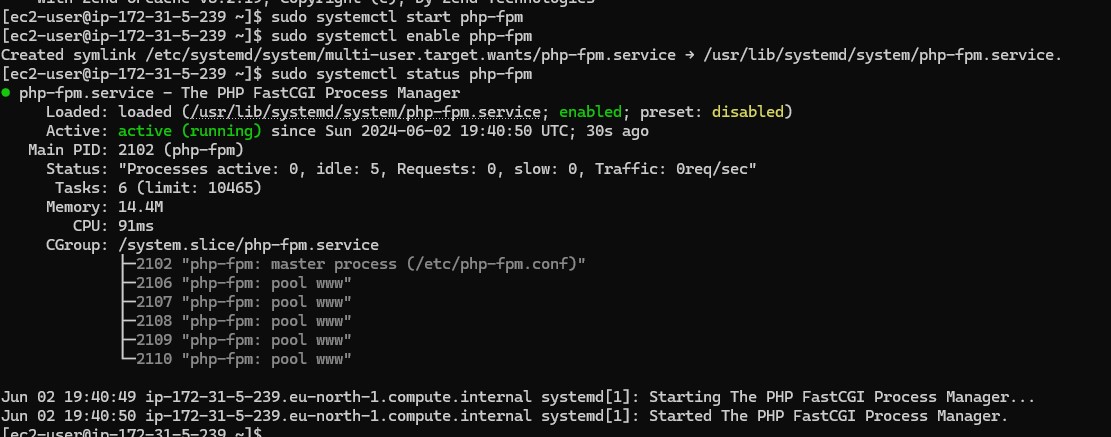 with Zend OPcache v8.2.19, Copyright (c), by Zend Technologies
[ec2-user@ip-172-31-5-239 ~]$ sudo systemctl start php-fpm
[ec2-user@ip-172-31-5-239 ~]$ sudo systemctl enable php-fpm
Created symlink /etc/systemd/system/multi-user.target.wants/php-fpm.service → /usr/lib/systemd/system/php-fpm.service.
[ec2-user@ip-172-31-5-239 ~]$ sudo systemctl status php-fpm
● php-fpm.service - The PHP FastCGI Process Manager
Loaded: loaded (/usr/lib/systemd/system/php-fpm.service; enabled; preset: disabled)
Active: active (running) since Sun 2024-06-02 19:40:50 UTC; 30s ago
Main PID: 2102 (php-fpm)
Status: "Processes active: 0, idle: 5, Requests: 0, slow: 0, Traffic: 0req/sec"
Tasks: 6 (limit: 10465)
Memory: 14.4M
CPU: 91ms
CGroup: /system.slice/php-fpm.service
├─2102 "php-fpm: master process (/etc/php-fpm.conf)"
├─2106 "php-fpm: pool www"
├─2107 "php-fpm: pool www"
├─2108 "php-fpm: pool www"
├─2109 "php-fpm: pool www"
└─2110 "php-fpm: pool www"
Jun 02 19:40:49 ip-172-31-5-239.eu-north-1.compute.internal systemd[1]: Starting The PHP FastCGI Process Manager...
Jun 02 19:40:50 ip-172-31-5-239.eu-north-1.compute.internal systemd[1]: Started The PHP FastCGI Process Manager.
[ec2-user@ip-172-31-5-239 ~]$